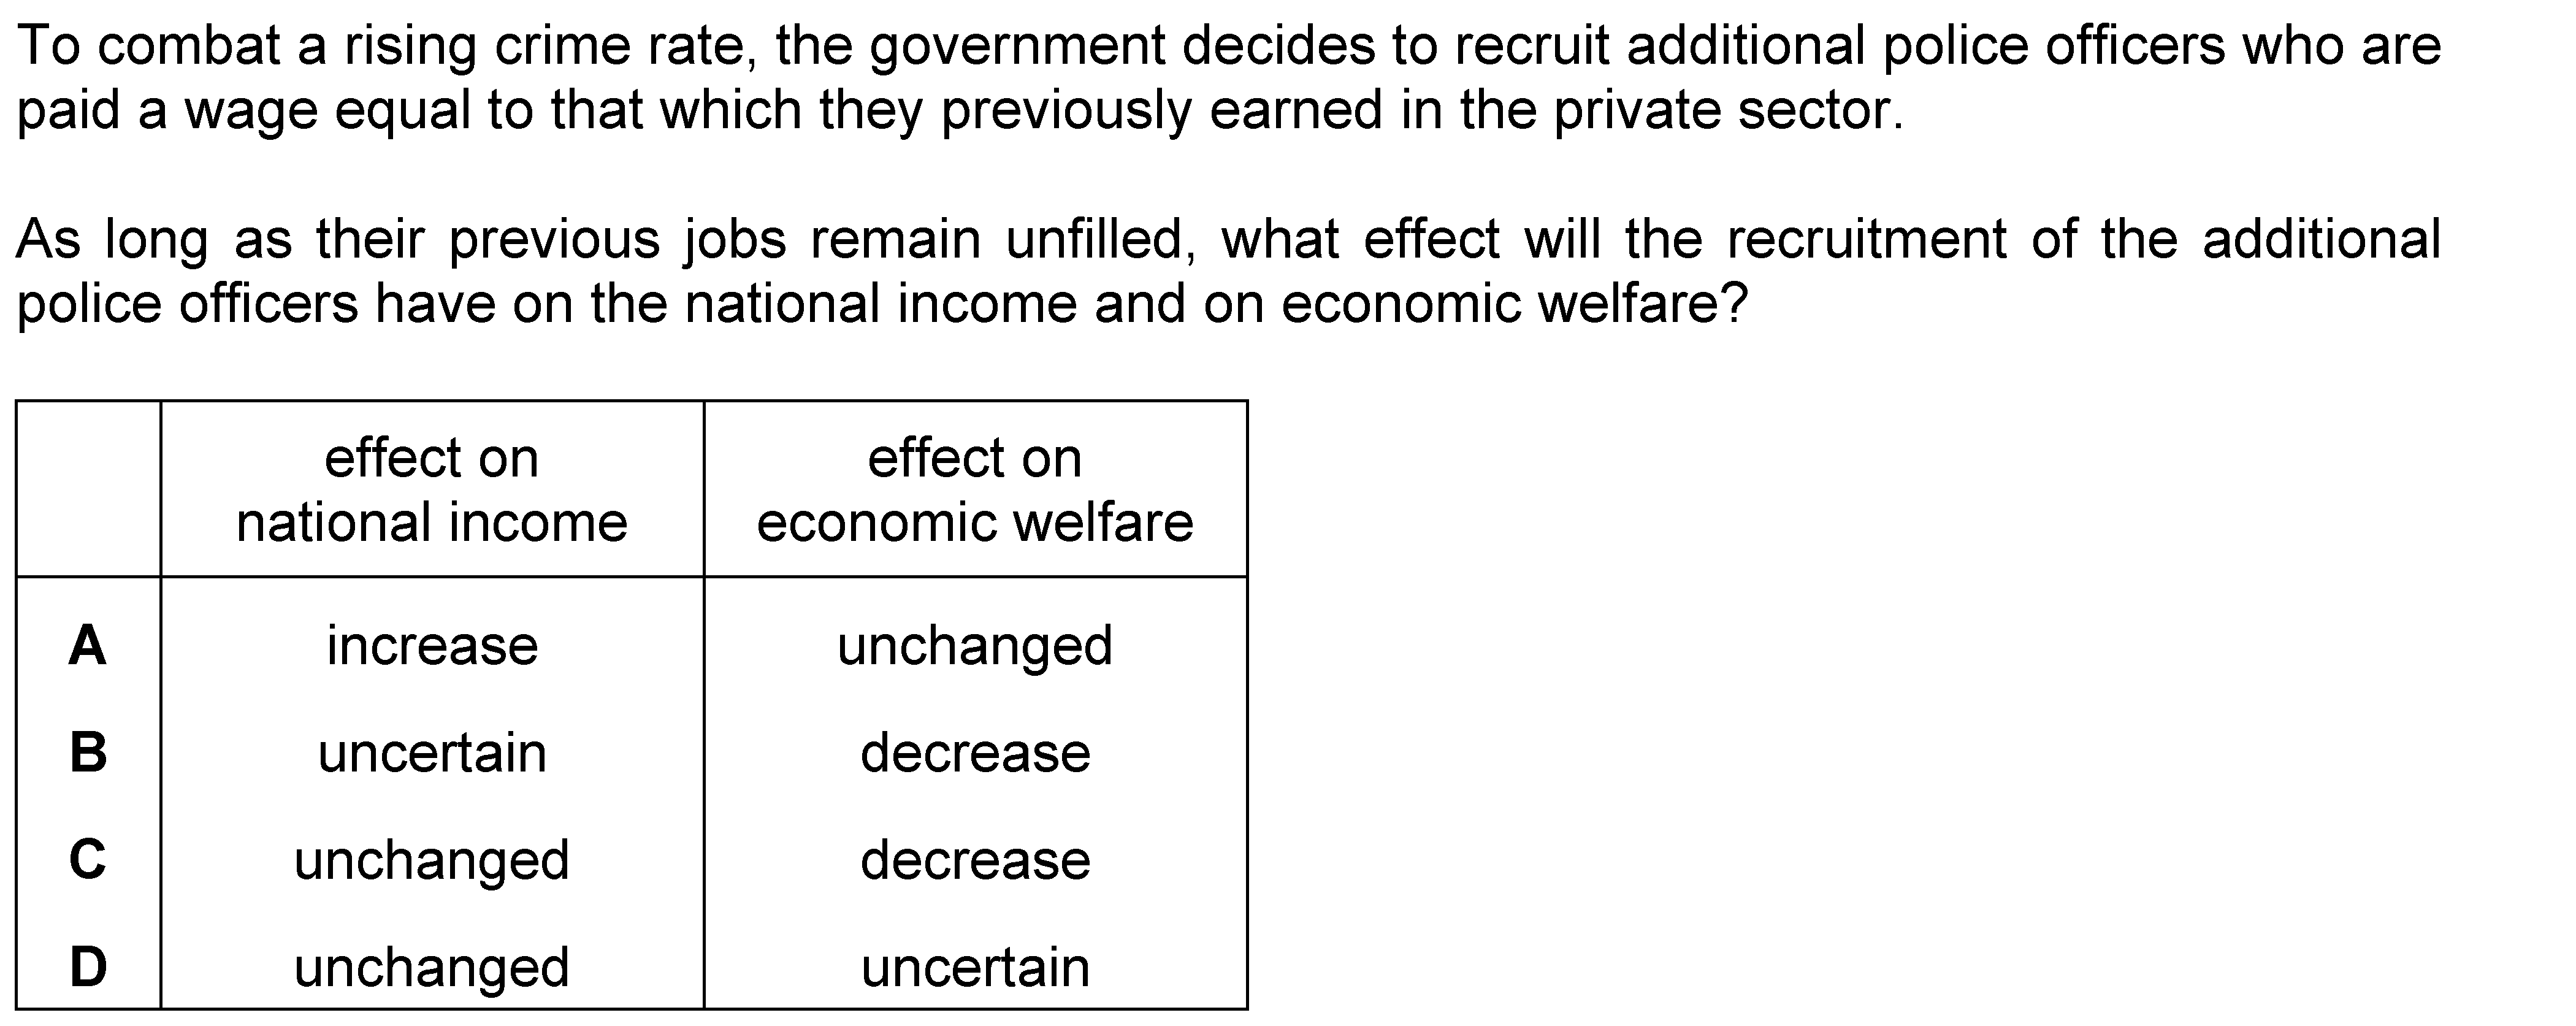 To combat a rising crime rate, the government decides to recruit additional police officers who are
paid a wage equal to that which they previously earned in the private sector.
As long as their previous jobs remain unfilled, what effect will the recruitment of the additional
police officers have on the national income and on economic welfare?
effect on
national income
effect on
economic welfare
A increase unchanged
B uncertain decrease
C unchanged decrease
D unchanged uncertain